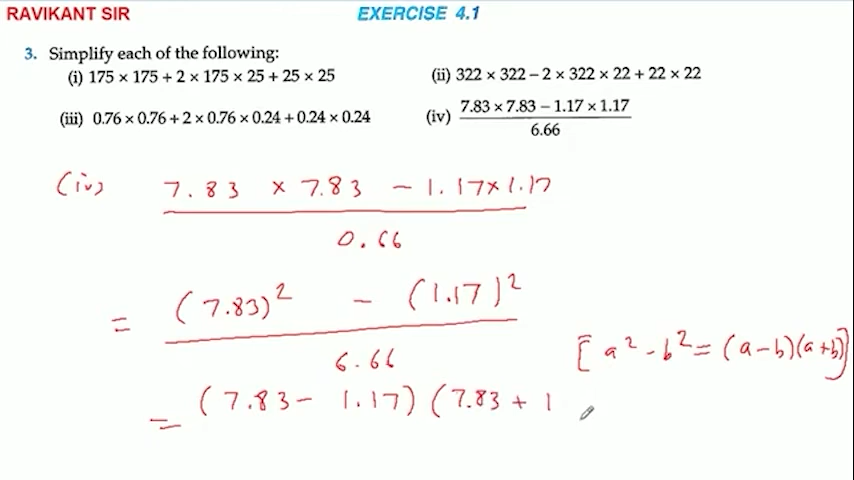 RAVIKANT SIR EXERCISE 4.1
3. Simplify each of the following:
(i) 175 × 175 + 2 × 175 × 25 + 25 × 25 (ii) 322 × 322 – 2 × 322 × 22 + 22 × 22
(iii) 0.76 × 0.76 + 2 × 0.76 × 0.24 + 0.24 × 0.24 (iv) 7.83 × 7.83 – 1.17 × 1.17
6.66
(iv) 7.83 × 7.83 – 1.17×1.17
0.66
= (7.83)² – (1.17)²
6.66
[a² – b² = (a–b)(a+b)]
= (7.83 – 1.17) (7.83 + 1